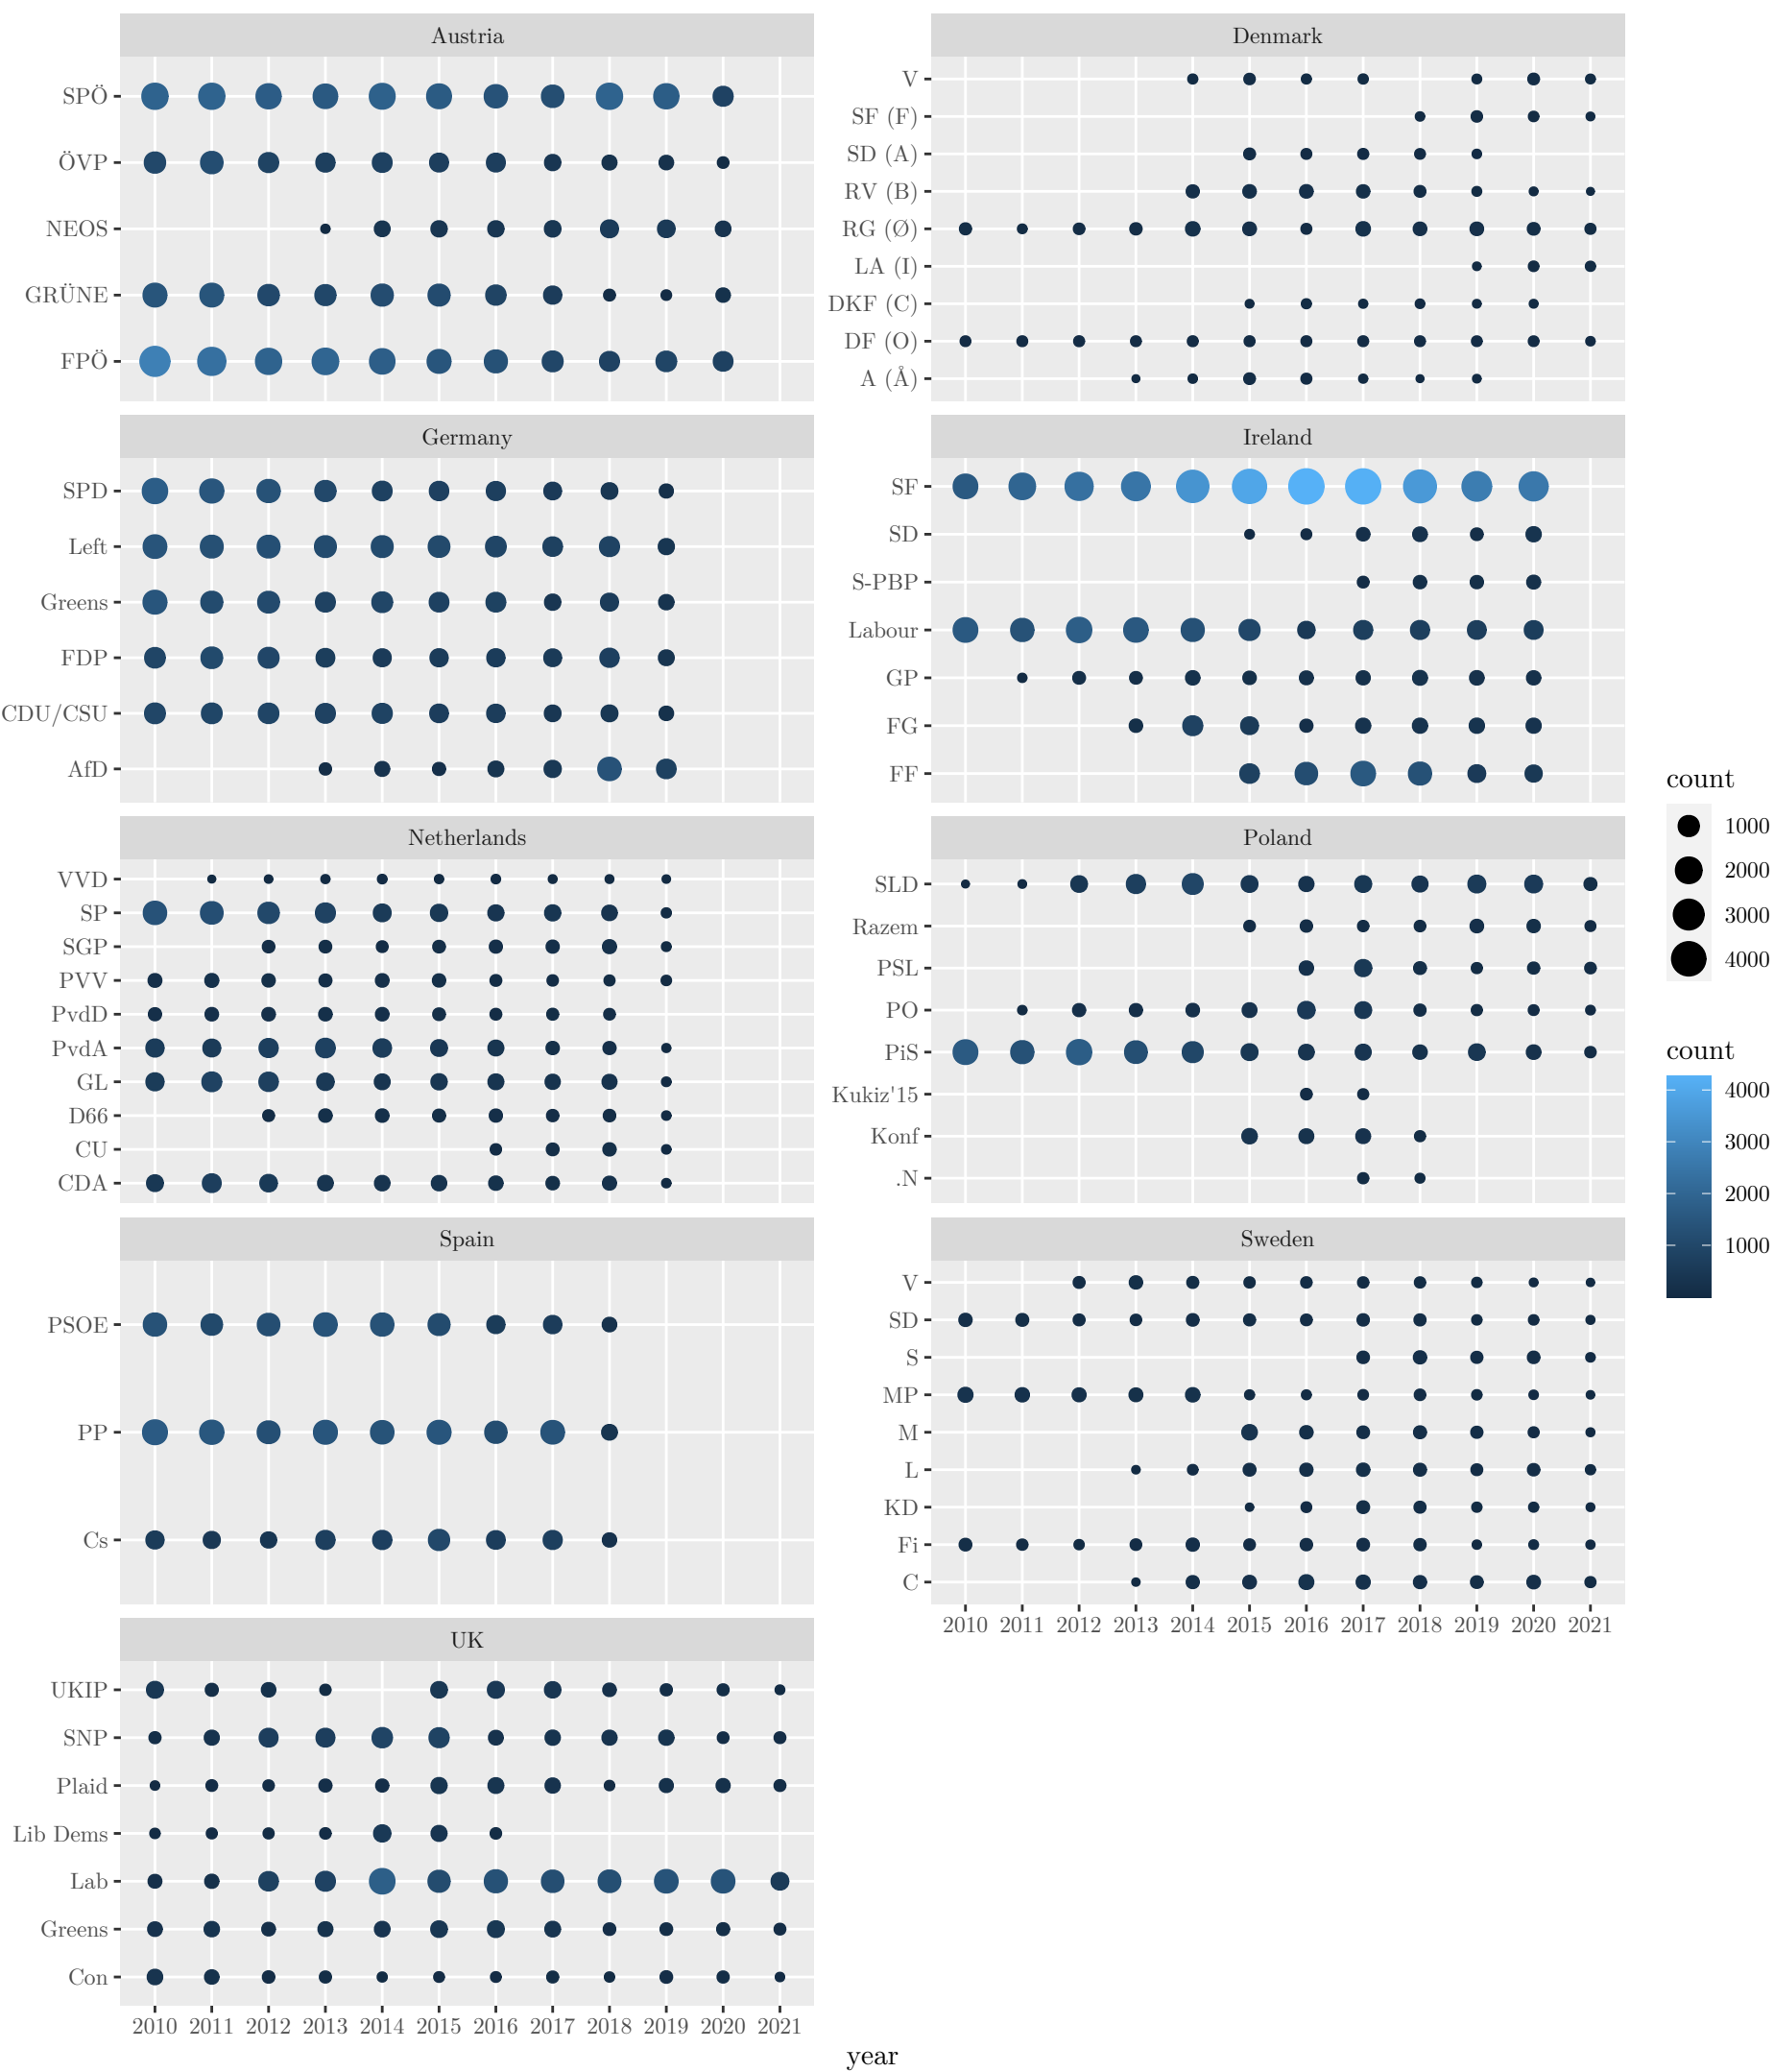 Austria
SPÖ
ÖVP
NEOS
GRÜNE
FPÖ
Denmark
V
SF (F)
SD (A)
RV (B)
RG (Ø)
LA (I)
DKF (C)
DF (O)
A (Å)
Germany
SPD
Left
Greens
FDP
CDU/CSU
AfD
Ireland
SF
SD
S-PBP
Labour
GP
FG
FF
Netherlands
VVD
SP
SGP
PVV
PvdD
PvdA
GL
D66
CU
CDA
Poland
SLD
Razem
PSL
PO
PiS
Kukiz'15
Konf
.N
Spain
PSOE
PP
Cs
Sweden
V
SD
S
MP
M
L
KD
Fi
C
2010 2011 2012 2013 2014 2015 2016 2017 2018 2019 2020 2021
UK
UKIP
SNP
Plaid
Lib Dems
Lab
Greens
Con
2010 2011 2012 2013 2014 2015 2016 2017 2018 2019 2020 2021
year
count
1000
2000
3000
4000
count
4000
3000
2000
1000